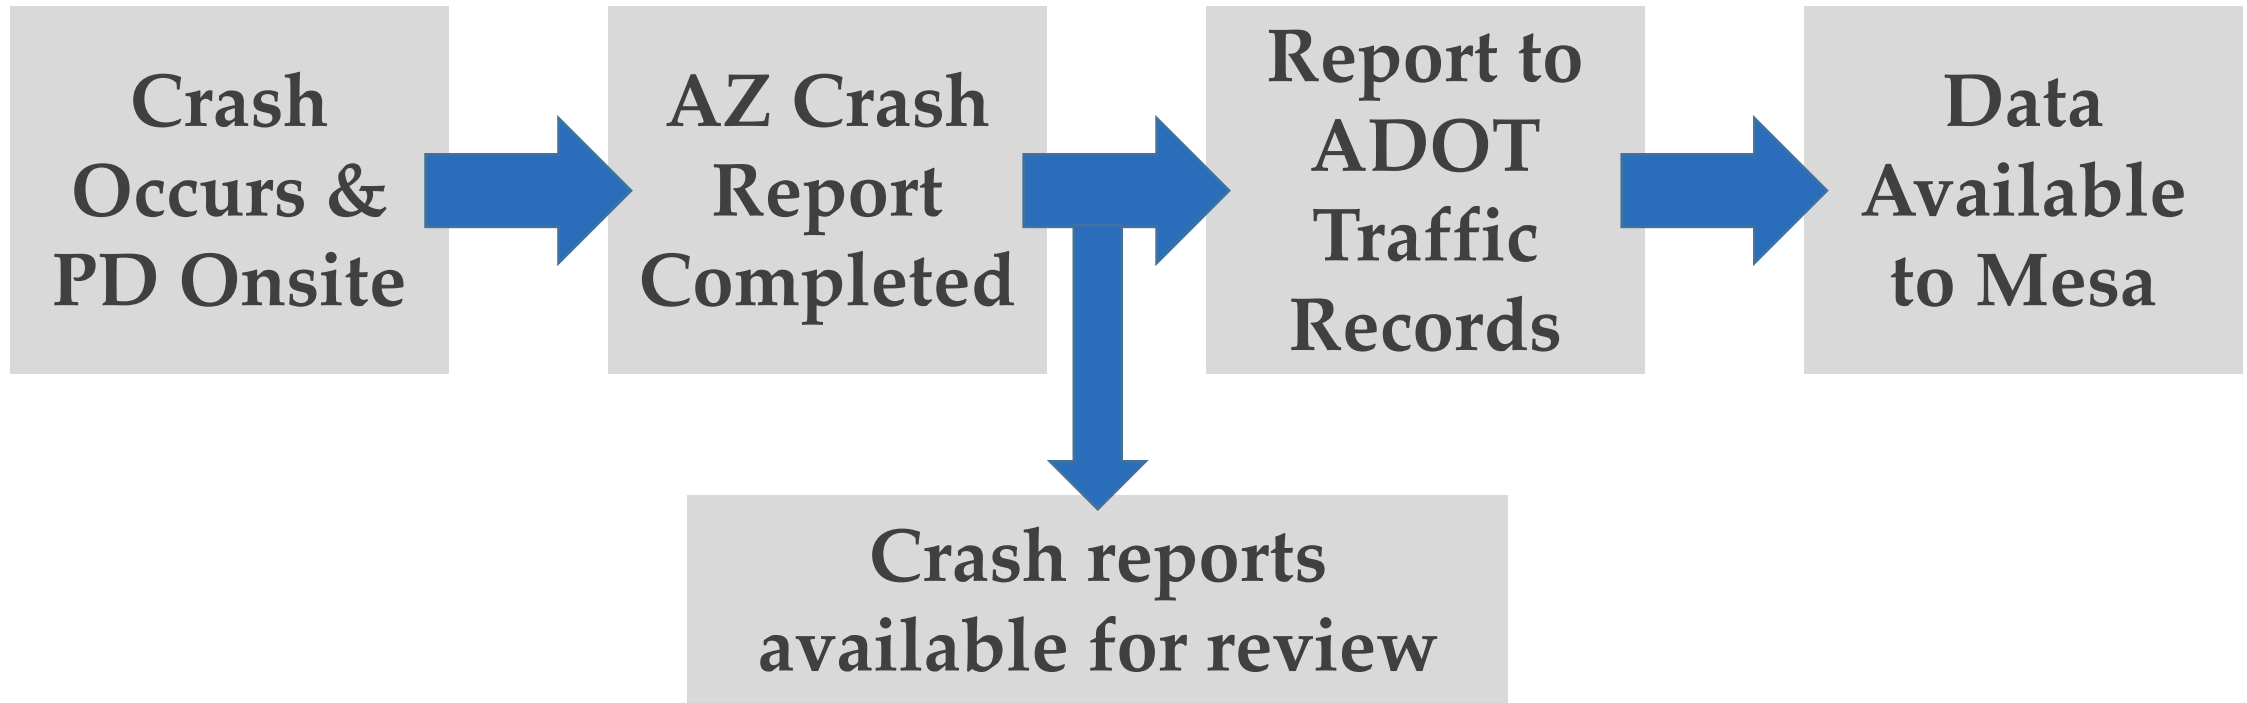 Crash
Occurs &
PD Onsite
AZ Crash
Report
Completed
Report to
ADOT
Traffic
Records
Data
Available
to Mesa
Crash reports
available for review